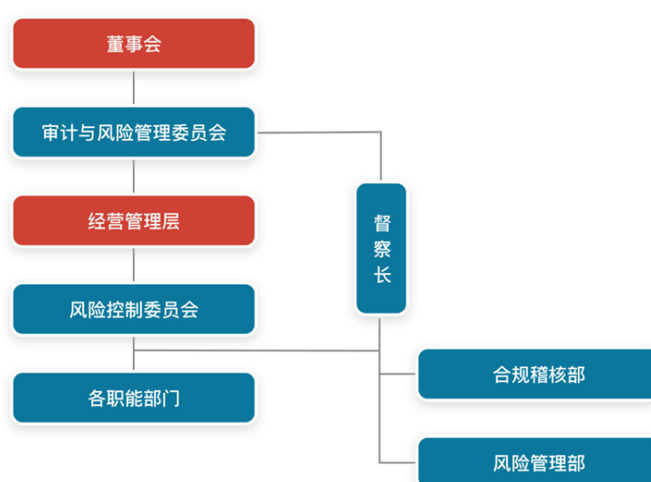 董事会
审计与风险管理委员会
经营管理层
督察长
风险控制委员会
合规稽核部
各职能部门
风险管理部